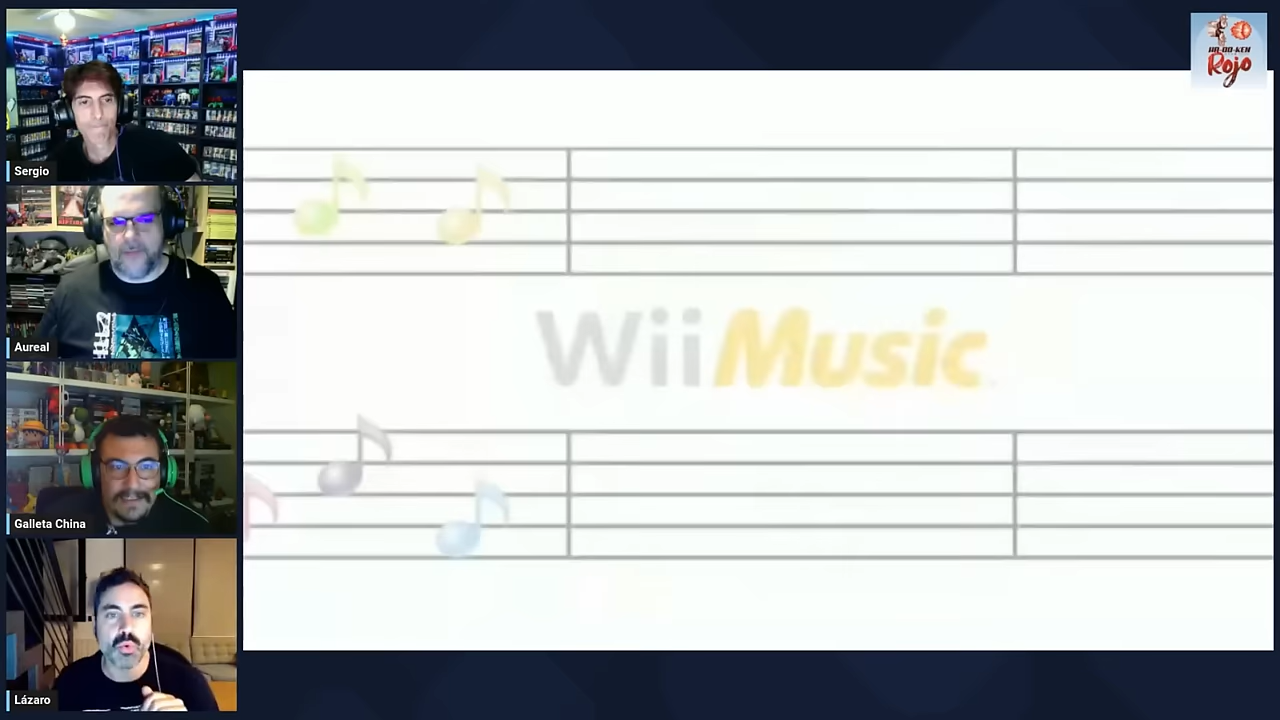 Sergio
Aureal
Galleta China
Lázaro
Wii Music
HA-DO-KEN
Rojo